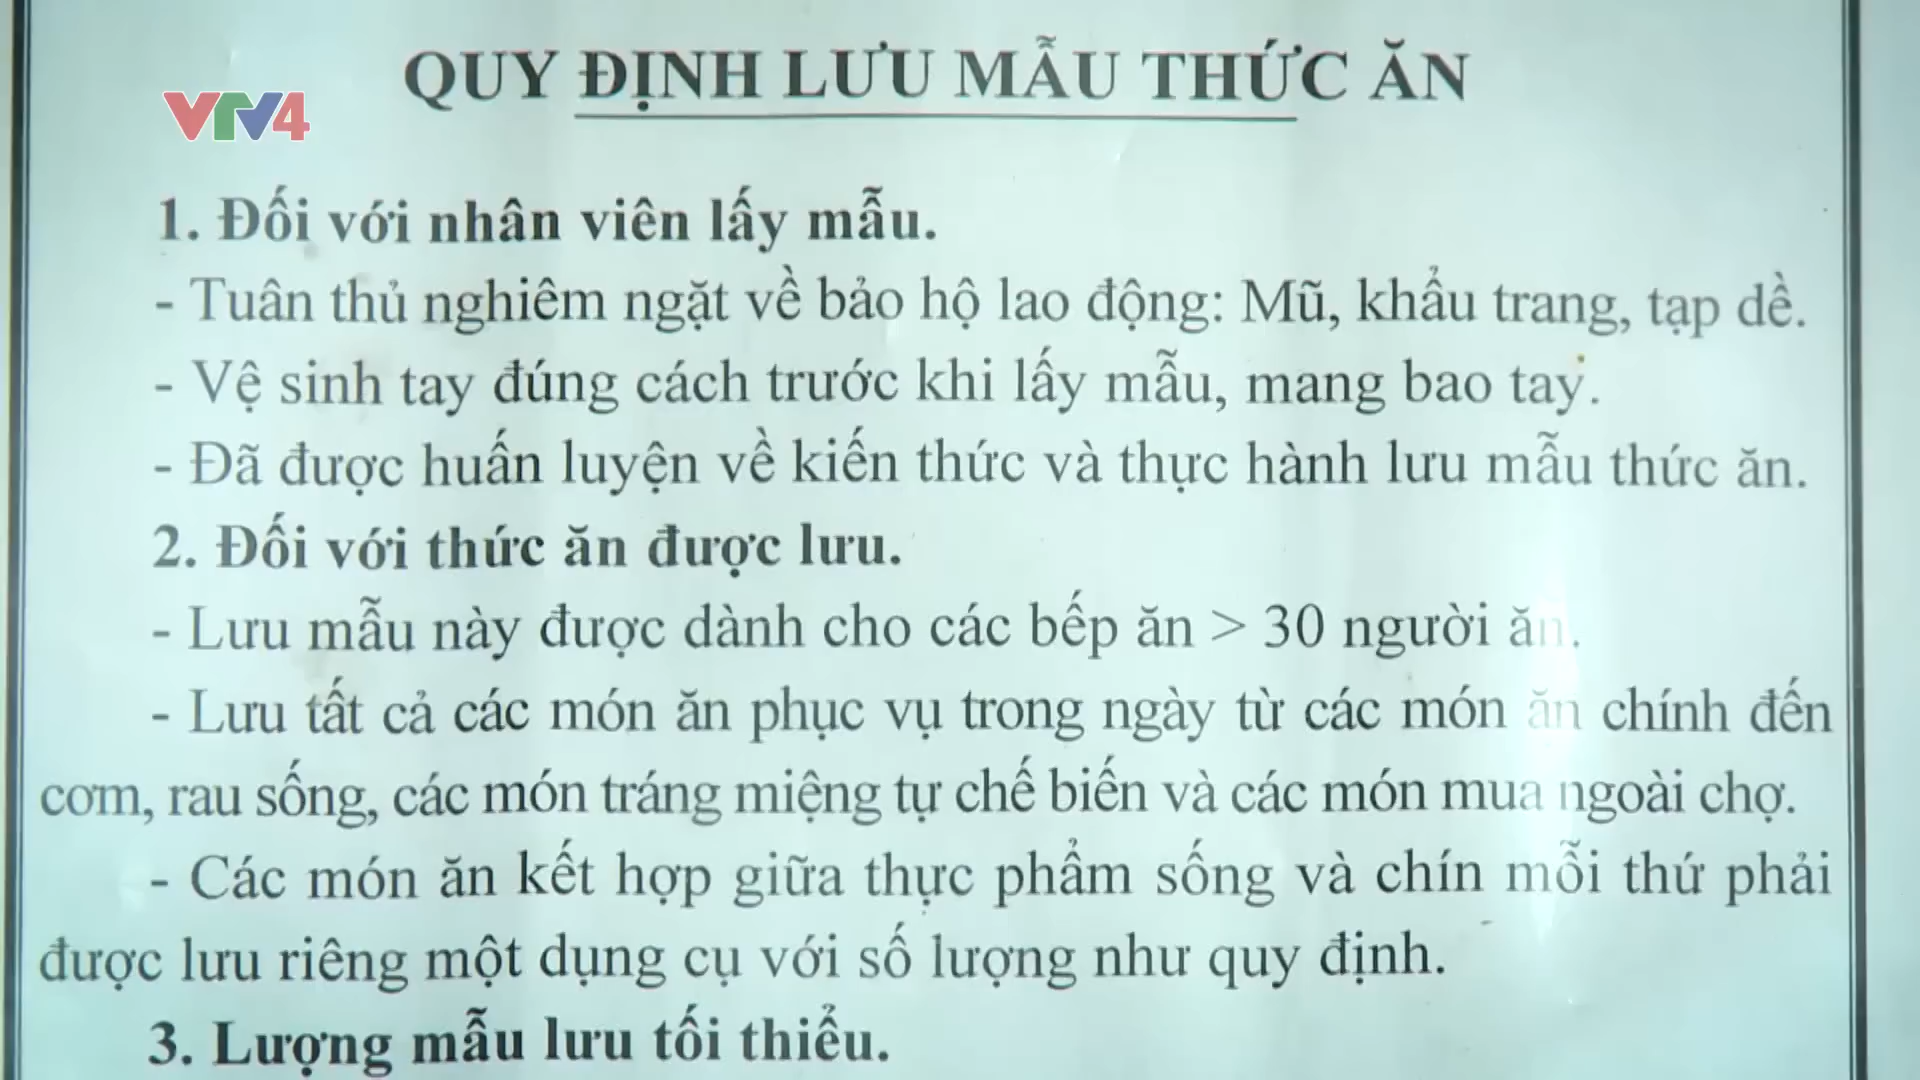 QUY ĐỊNH LƯU MẪU THỨC ĂN
VTV4
1. Đối với nhân viên lấy mẫu.
- Tuân thủ nghiêm ngặt về bảo hộ lao động: Mũ, khẩu trang, tạp dề.
- Vệ sinh tay đúng cách trước khi lấy mẫu, mang bao tay.
- Đã được huấn luyện về kiến thức và thực hành lưu mẫu thức ăn.
2. Đối với thức ăn được lưu.
- Lưu mẫu này được dành cho các bếp ăn > 30 người ăn.
- Lưu tất cả các món ăn phục vụ trong ngày từ các món ăn chính đến
cơm, rau sống, các món tráng miệng tự chế biến và các món mua ngoài chợ.
- Các món ăn kết hợp giữa thực phẩm sống và chín mỗi thứ phải
được lưu riêng một dụng cụ với số lượng như quy định.
3. Lượng mẫu lưu tối thiểu.